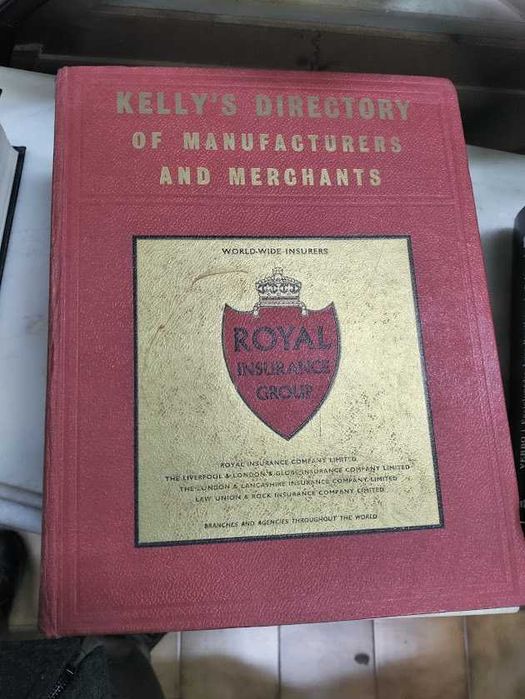 KELLY'S DIRECTORY
OF MANUFACTURERS
AND MERCHANTS
WORLD-WIDE INSURERS
ROYAL
INSURANCE
GROUP
ROYAL INSURANCE COMPANY LIMITED
THE LIVERPOOL & LONDON & GLOBE INSURANCE COMPANY LIMITED
THE LONDON & LANCASHIRE INSURANCE COMPANY LIMITED
LAW UNION & ROCK INSURANCE COMPANY LIMITED
BRANCHES AND AGENCIES THROUGHOUT THE WORLD